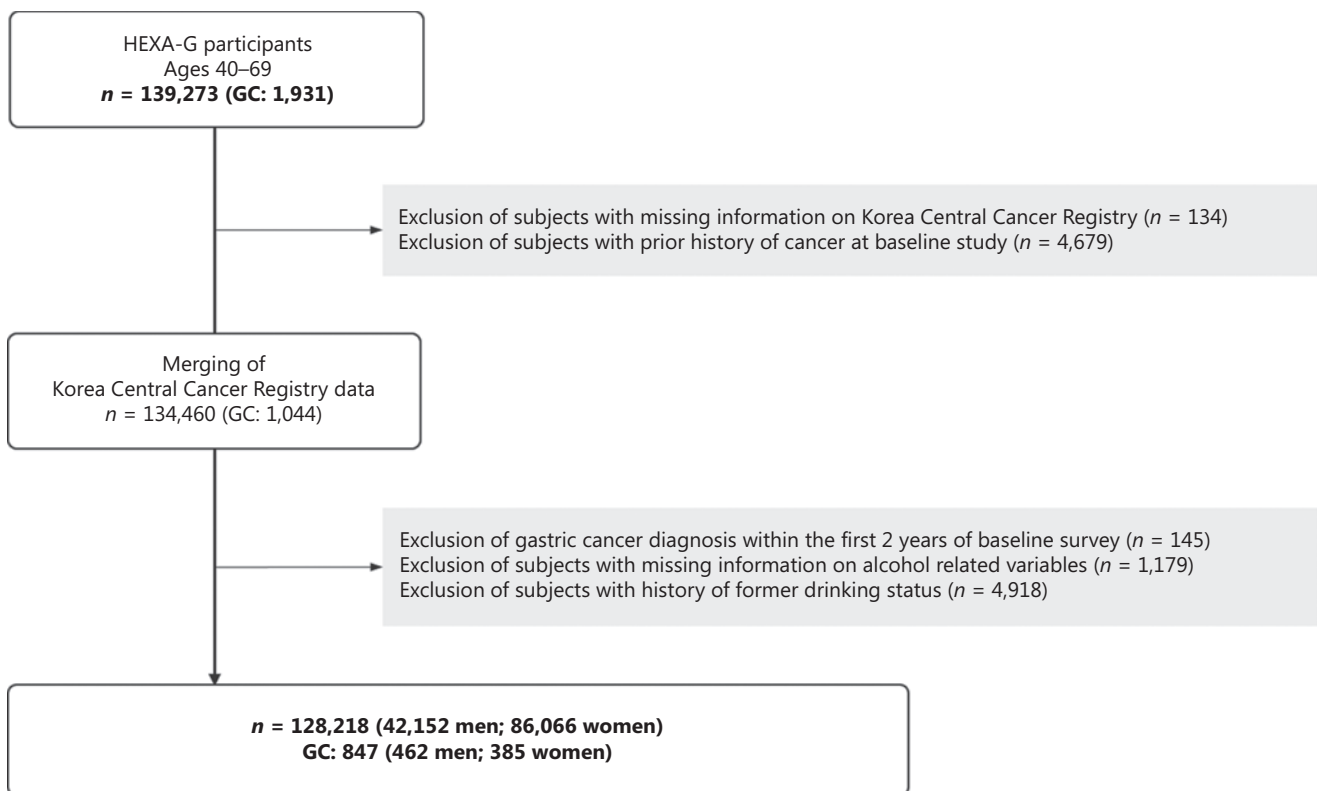 HEXA-G participants
Ages 40–69
n = 139,273 (GC: 1,931)
Exclusion of subjects with missing information on Korea Central Cancer Registry (n = 134)
Exclusion of subjects with prior history of cancer at baseline study (n = 4,679)
Merging of
Korea Central Cancer Registry data
n = 134,460 (GC: 1,044)
Exclusion of gastric cancer diagnosis within the first 2 years of baseline survey (n = 145)
Exclusion of subjects with missing information on alcohol related variables (n = 1,179)
Exclusion of subjects with history of former drinking status (n = 4,918)
n = 128,218 (42,152 men; 86,066 women)
GC: 847 (462 men; 385 women)